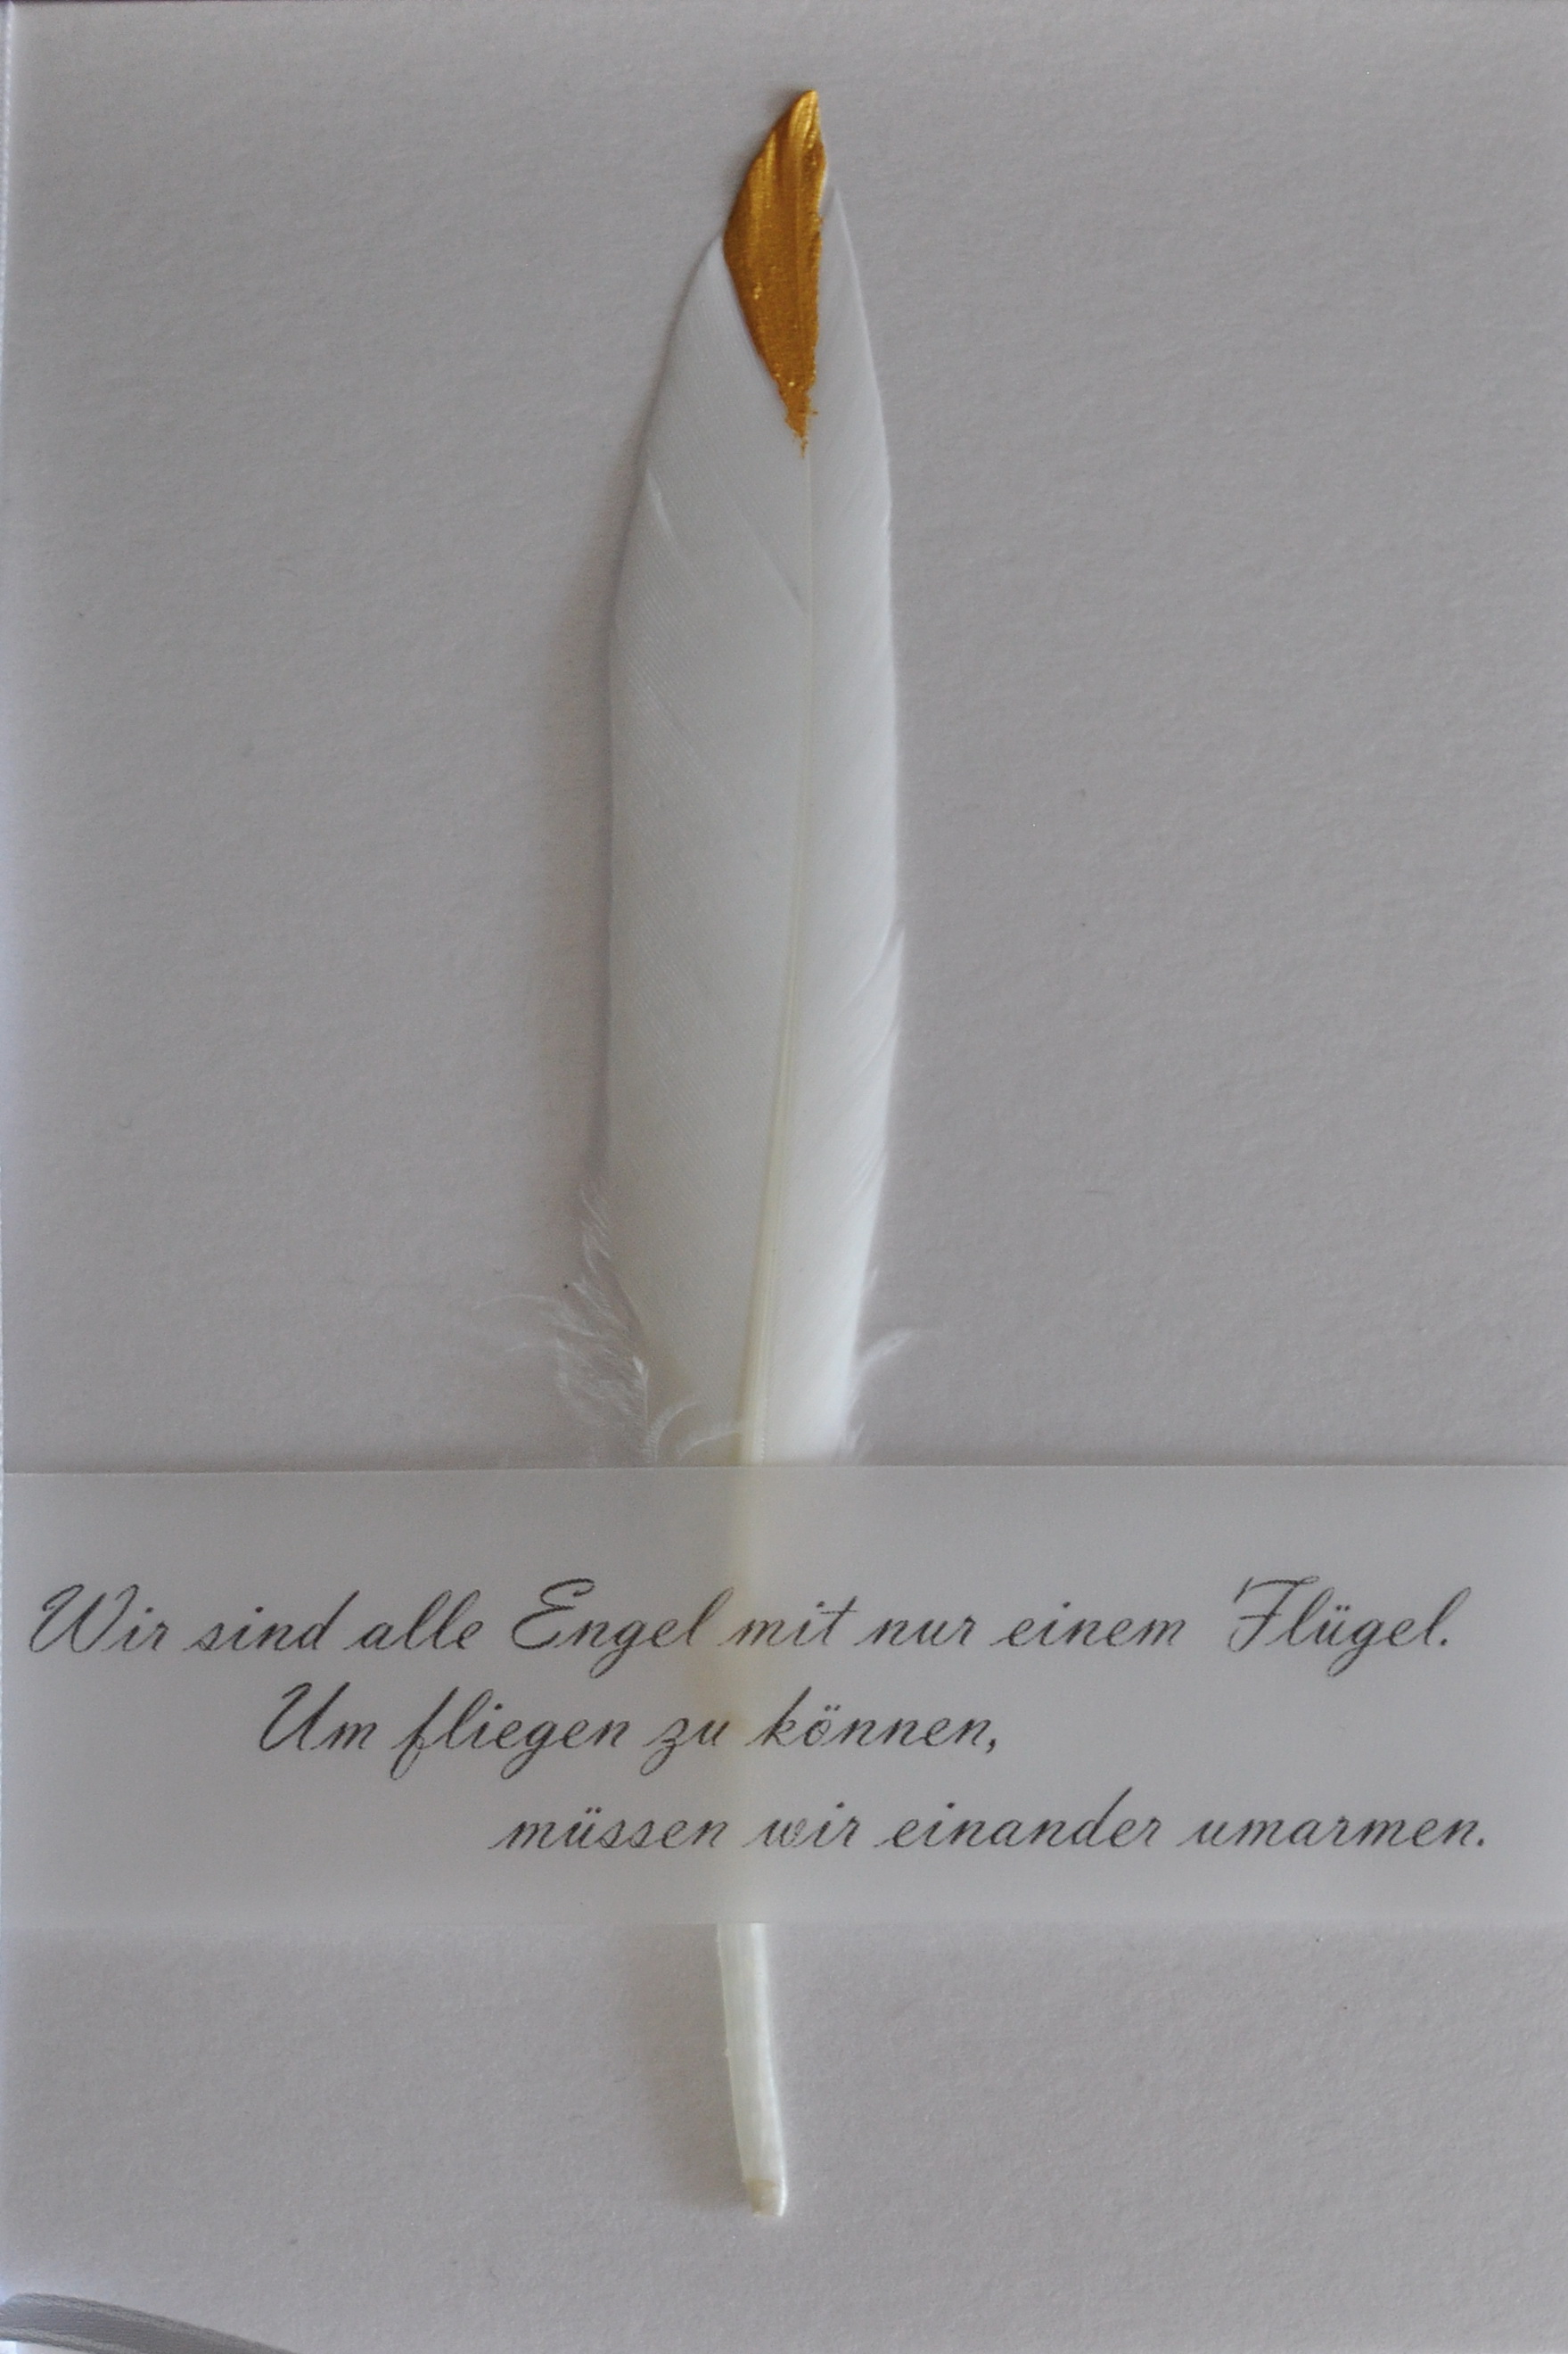 Wir sind alle Engel mit nur einem Flügel.
Um fliegen zu können,
müssen wir einander umarmen.